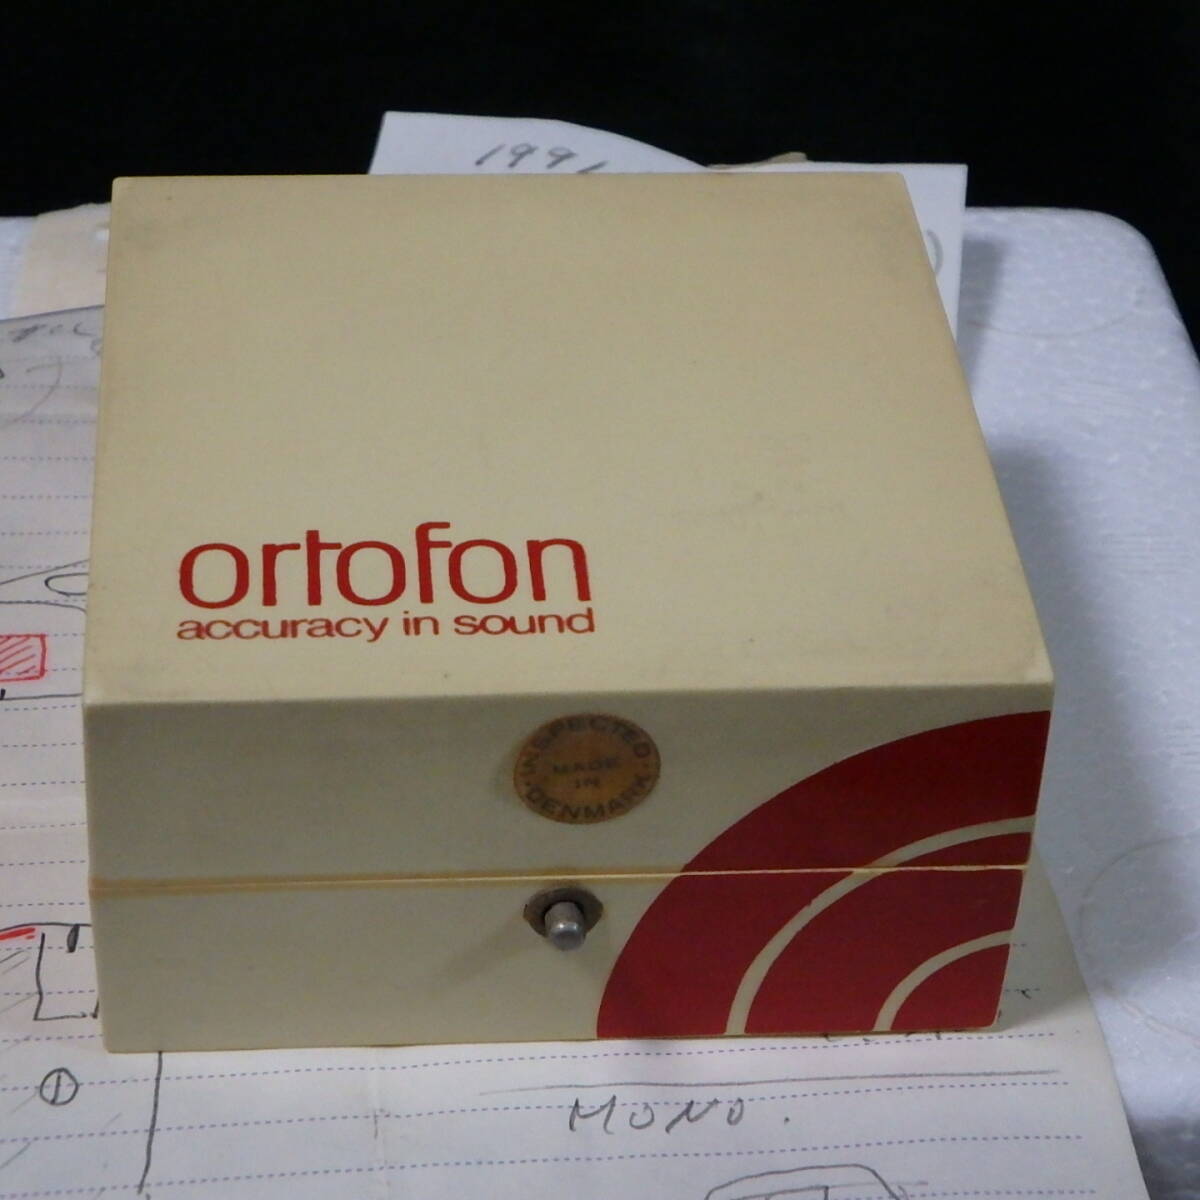 1991
ortofon
accuracy in sound
INSPECTED
MADE
IN
DENMARK
MONO.